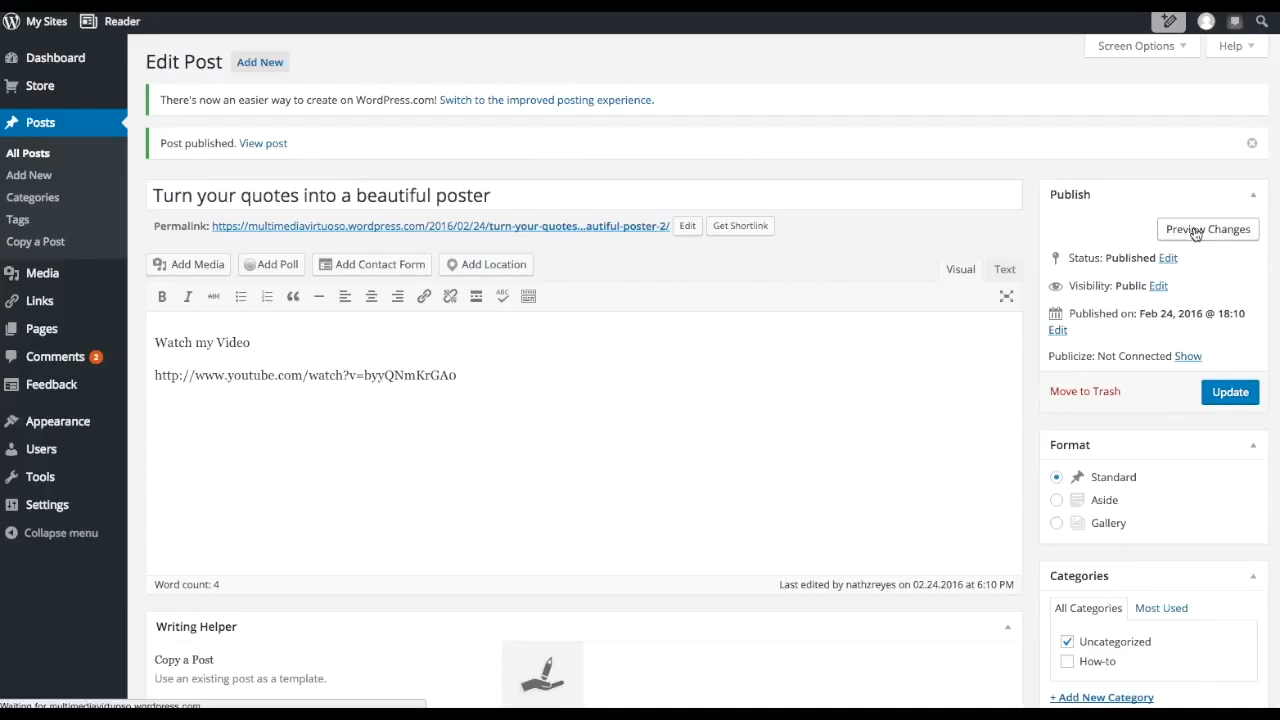 My Sites Reader
Dashboard
Store
Posts
All Posts
Add New
Categories
Tags
Copy a Post
Media
Links
Pages
Comments 2
Feedback
Appearance
Users
Tools
Settings
Collapse menu
Screen Options Help
Edit Post Add New
There's now an easier way to create on WordPress.com! Switch to the improved posting experience.
Post published. View post
Turn your quotes into a beautiful poster
Permalink: https://multimediavirtuoso.wordpress.com/2016/02/24/turn-your-quotes...autiful-poster-2/ Edit Get Shortlink
Add Media Add Poll Add Contact Form Add Location
Visual Text
B I ABC ABC
Watch my Video
http://www.youtube.com/watch?v=byyQNmKrGA0
Word count: 4 Last edited by nathzreyes on 02.24.2016 at 6:10 PM
Writing Helper
Copy a Post
Use an existing post as a template.
Publish
Preview Changes
Status: Published Edit
Visibility: Public Edit
Published on: Feb 24, 2016 @ 18:10
Edit
Publicize: Not Connected Show
Move to Trash Update
Format
Standard
Aside
Gallery
Categories
All Categories Most Used
Uncategorized
How-to
+ Add New Category
Waiting for multimediavirtuoso.wordpress.com